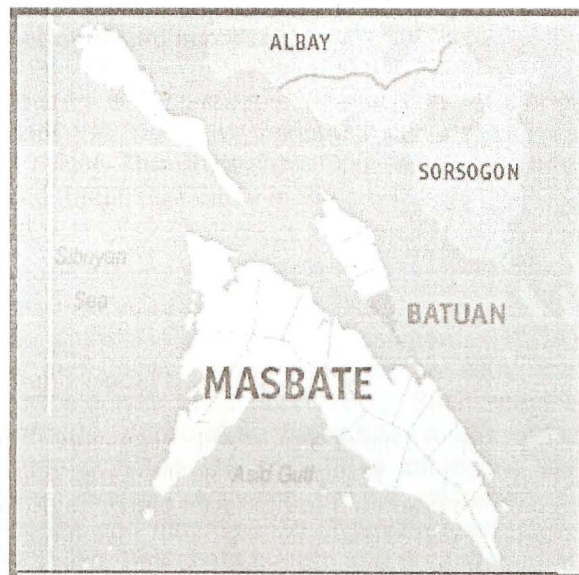 ALBAY
SORSOGON
Sibuyan
Sea
BATUAN
MASBATE
Asid Gulf